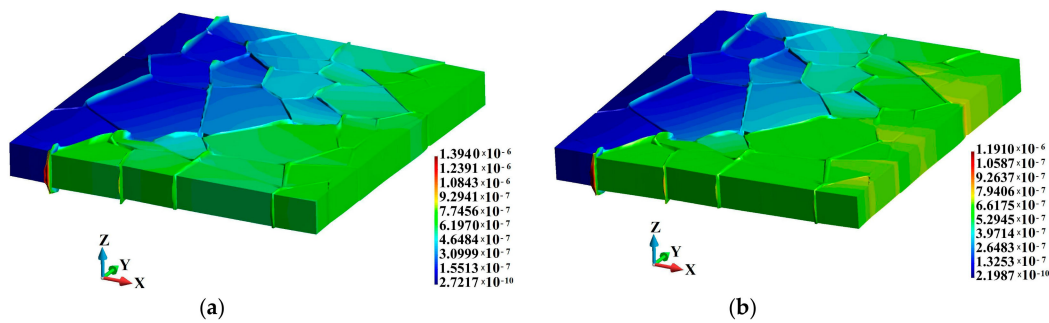 1.3940×10⁻⁶
1.2391×10⁻⁶
1.0843×10⁻⁶
9.2941×10⁻⁷
7.7456×10⁻⁷
6.1970×10⁻⁷
4.6484×10⁻⁷
3.0999×10⁻⁷
1.5513×10⁻⁷
2.7217×10⁻¹⁰
Z
Y
X
(a)
1.1910×10⁻⁶
1.0587×10⁻⁷
9.2637×10⁻⁷
7.9406×10⁻⁷
6.6175×10⁻⁷
5.2945×10⁻⁷
3.9714×10⁻⁷
2.6483×10⁻⁷
1.3253×10⁻⁷
2.1987×10⁻¹⁰
Z
Y
X
(b)